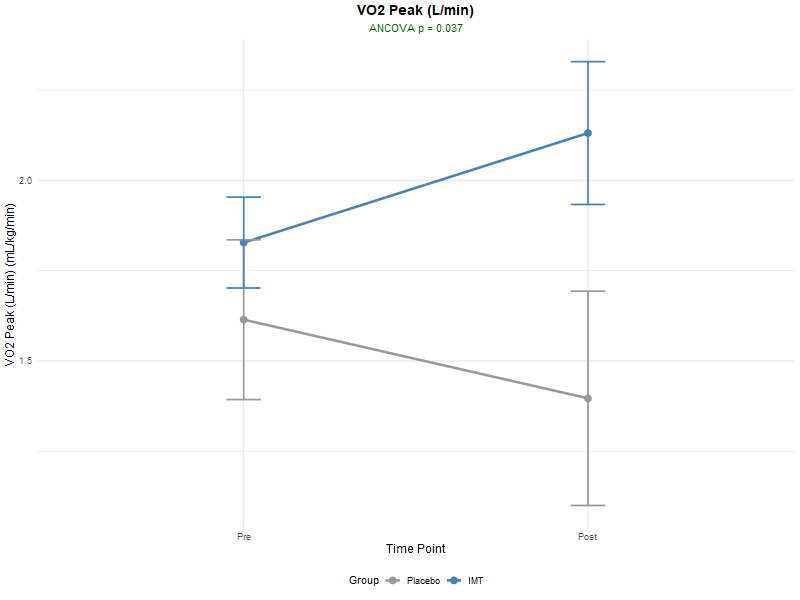 VO2 Peak (L/min)
ANCOVA p = 0.037
VO2 Peak (L/min) (mL/kg/min)
2.0
1.5
Pre
Post
Time Point
Group Placebo IMT